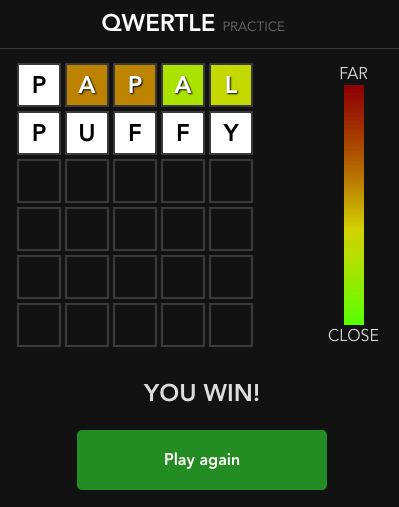 QWERTLE PRACTICE
FAR
P A P A L
P U F F Y
CLOSE
YOU WIN!
Play again